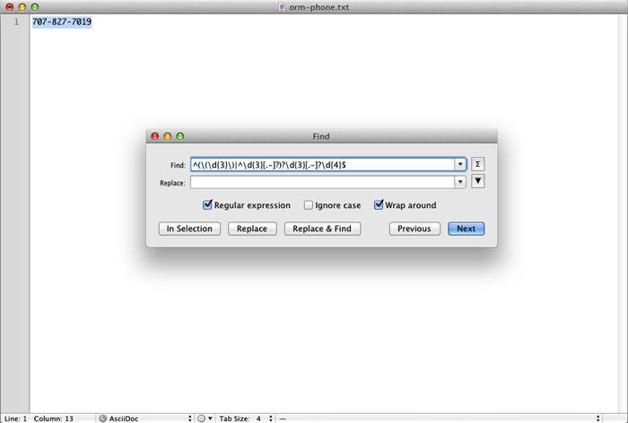 orm-phone.txt
1 707-827-7019
Find
Find: ^(\(\d{3}\)|^\d{3}[.-]?)?\d{3}[.-]?\d{4}$ Σ
Replace:
Regular expression Ignore case Wrap around
In Selection Replace Replace & Find Previous Next
Line: 1 Column: 13 AsciiDoc Tab Size: 4 —